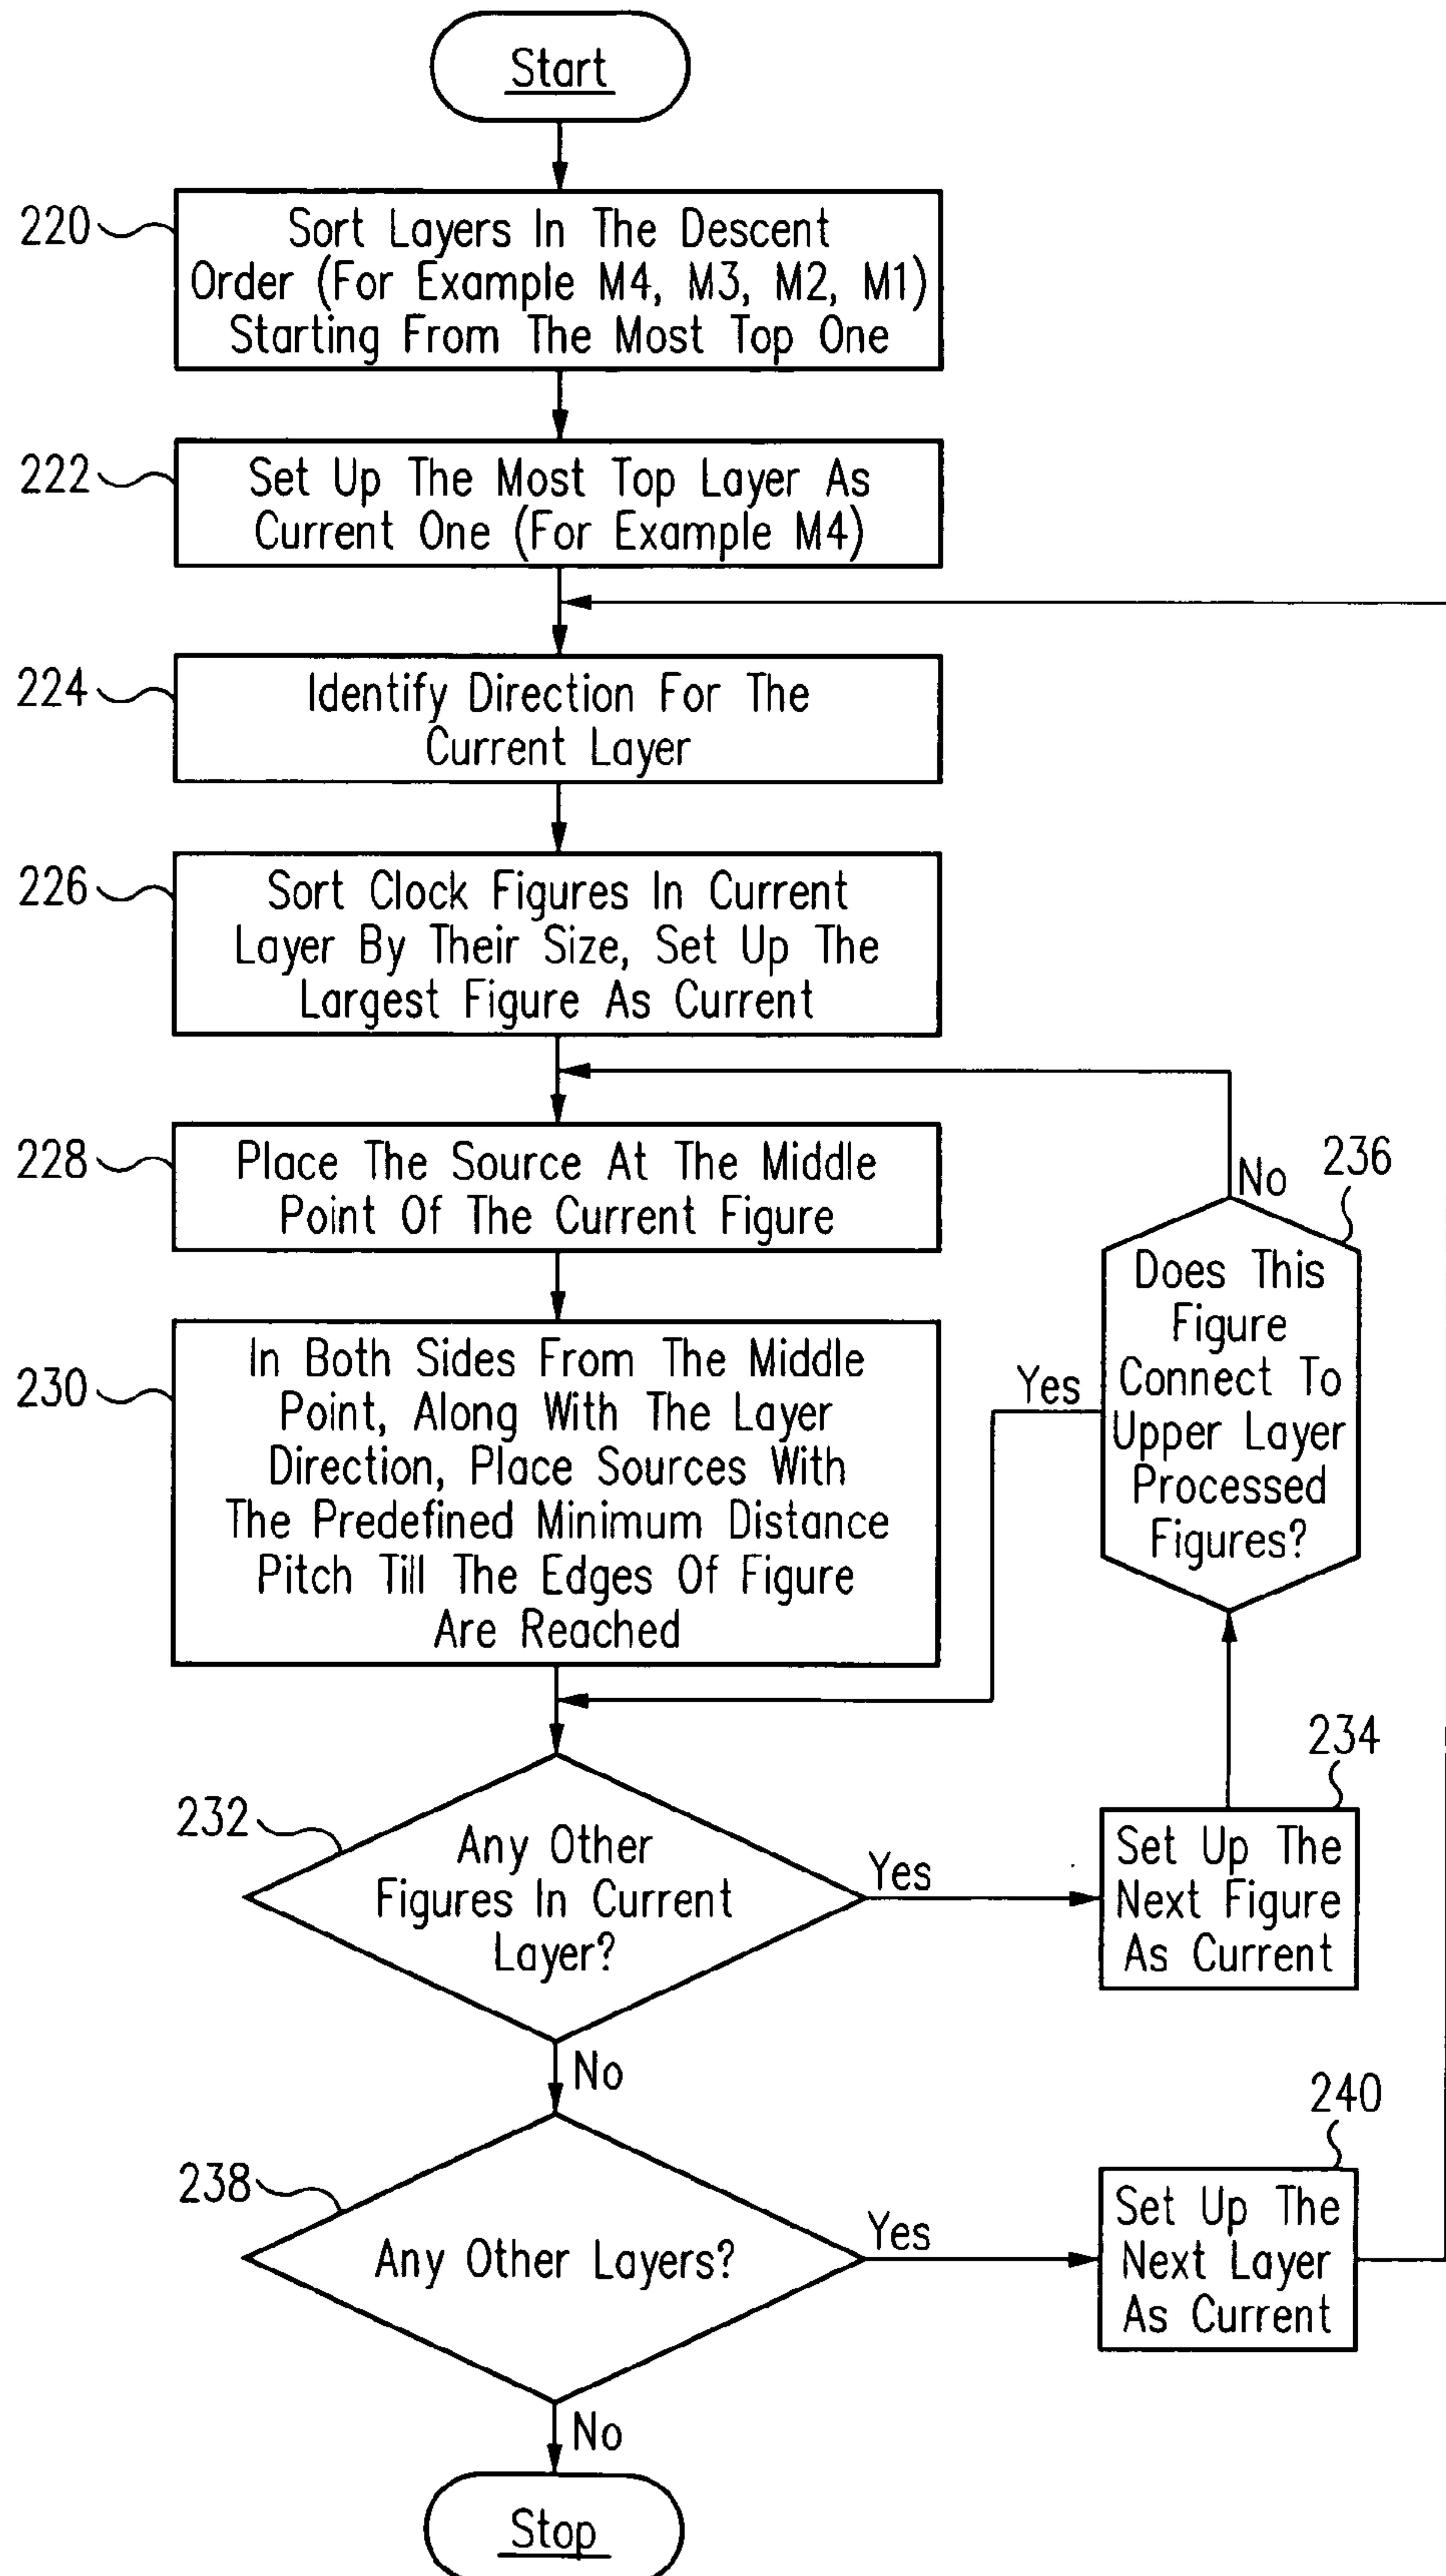 Start
220
Sort Layers In The Descent
Order (For Example M4, M3, M2, M1)
Starting From The Most Top One
222
Set Up The Most Top Layer As
Current One (For Example M4)
224
Identify Direction For The
Current Layer
226
Sort Clock Figures In Current
Layer By Their Size, Set Up The
Largest Figure As Current
228
Place The Source At The Middle
Point Of The Current Figure
No
236
Does This
Figure
Connect To
Upper Layer
Processed
Figures?
Yes
230
In Both Sides From The Middle
Point, Along With The Layer
Direction, Place Sources With
The Predefined Minimum Distance
Pitch Till The Edges Of Figure
Are Reached
232
Any Other
Figures In Current
Layer?
Yes
234
Set Up The
Next Figure
As Current
No
238
Any Other Layers?
Yes
240
Set Up The
Next Layer
As Current
No
Stop